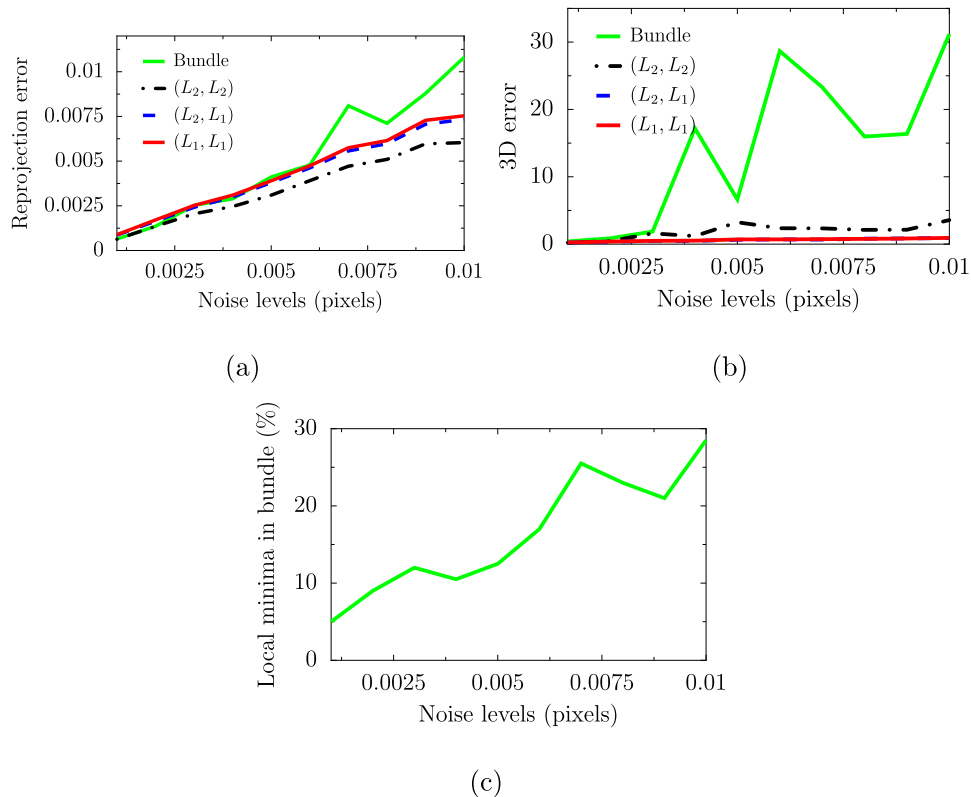 Reprojection error
0.01
0.0075
0.005
0.0025
0
Bundle
(L₂, L₂)
(L₂, L₁)
(L₁, L₁)
0.0025 0.005 0.0075 0.01
Noise levels (pixels)
(a)
3D error
30
20
10
0
Bundle
(L₂, L₂)
(L₂, L₁)
(L₁, L₁)
0.0025 0.005 0.0075 0.01
Noise levels (pixels)
(b)
Local minima in bundle (%)
30
20
10
0
0.0025 0.005 0.0075 0.01
Noise levels (pixels)
(c)